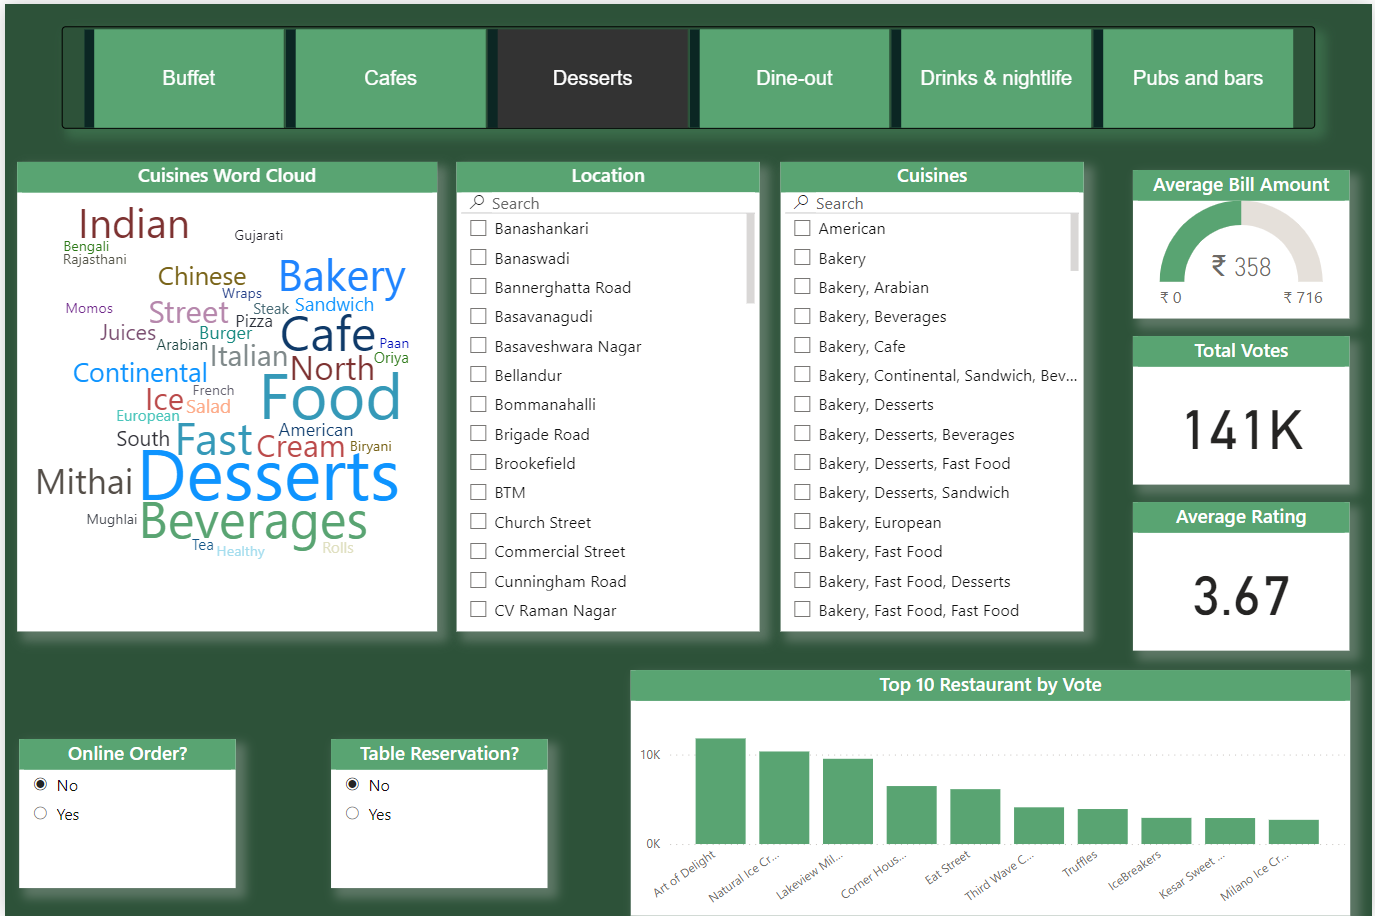 Buffet
Cafes
Desserts
Dine-out
Drinks & nightlife
Pubs and bars
Cuisines Word Cloud
Indian
Gujarati
Bengali
Rajasthani
Chinese
Bakery
Wraps
Momos
Street
Steak
Sandwich
Pizza
Juices
Burger
Cafe
Paan
Arabian
Italian
Oriya
North
Continental
Food
French
Ice
Salad
European
American
South
Fast
Cream
Biryani
Mithai
Desserts
Mughlai
Beverages
Tea
Healthy
Rolls
Location
Search
Banashankari
Banaswadi
Bannerghatta Road
Basavanagudi
Basaveshwara Nagar
Bellandur
Bommanahalli
Brigade Road
Brookefield
BTM
Church Street
Commercial Street
Cunningham Road
CV Raman Nagar
Cuisines
Search
American
Bakery
Bakery, Arabian
Bakery, Beverages
Bakery, Cafe
Bakery, Continental, Sandwich, Bev...
Bakery, Desserts
Bakery, Desserts, Beverages
Bakery, Desserts, Fast Food
Bakery, Desserts, Sandwich
Bakery, European
Bakery, Fast Food
Bakery, Fast Food, Desserts
Bakery, Fast Food, Fast Food
Average Bill Amount
₹ 358
₹ 0
₹ 716
Total Votes
141K
Average Rating
3.67
Online Order?
No
Yes
Table Reservation?
No
Yes
Top 10 Restaurant by Vote
10K
0K
Art of Delight
Natural Ice Cr...
Lakeview Mil...
Corner Hous...
Eat Street
Third Wave C...
Truffles
IceBreakers
Kesar Sweet ...
Milano Ice Cr...